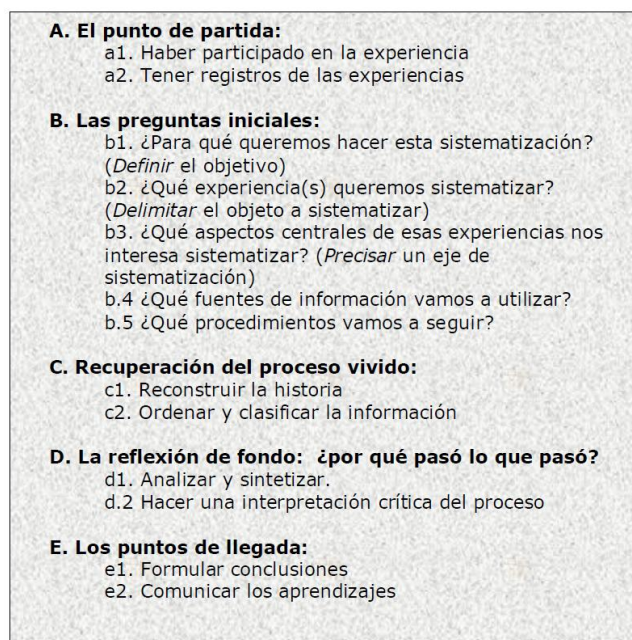 A. El punto de partida:
a1. Haber participado en la experiencia
a2. Tener registros de las experiencias
B. Las preguntas iniciales:
b1. ¿Para qué queremos hacer esta sistematización?
(Definir el objetivo)
b2. ¿Qué experiencia(s) queremos sistematizar?
(Delimitar el objeto a sistematizar)
b3. ¿Qué aspectos centrales de esas experiencias nos
interesa sistematizar? (Precisar un eje de
sistematización)
b.4 ¿Qué fuentes de información vamos a utilizar?
b.5 ¿Qué procedimientos vamos a seguir?
C. Recuperación del proceso vivido:
c1. Reconstruir la historia
c2. Ordenar y clasificar la información
D. La reflexión de fondo: ¿por qué pasó lo que pasó?
d1. Analizar y sintetizar.
d.2 Hacer una interpretación crítica del proceso
E. Los puntos de llegada:
e1. Formular conclusiones
e2. Comunicar los aprendizajes